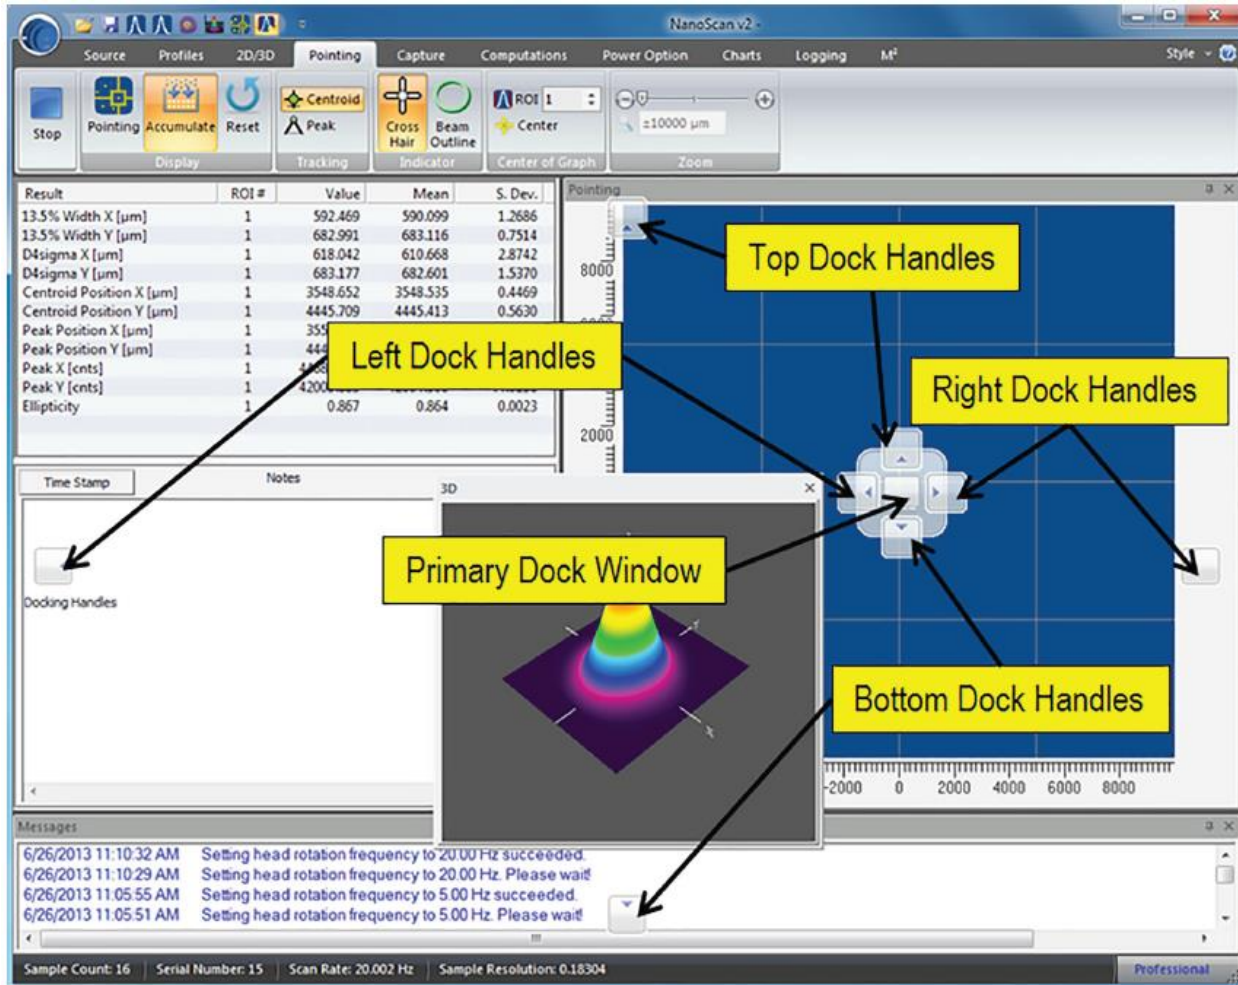 NanoScan v2 -
Source Profiles 2D/3D Pointing Capture Computations Power Option Charts Logging M² Style
Stop
Pointing Accumulate Reset
Display
Centroid
Peak
Tracking
Cross Hair
Beam Outline
Indicator
ROI 1
Center
Center of Graph
±10000 µm
Zoom
Result ROI # Value Mean S. Dev.
13.5% Width X [µm] 1 592.469 590.099 1.2686
13.5% Width Y [µm] 1 682.991 683.116 0.7514
D4sigma X [µm] 1 618.042 610.668 2.8742
D4sigma Y [µm] 1 683.177 682.601 1.5370
Centroid Position X [µm] 1 3548.652 3548.535 0.4469
Centroid Position Y [µm] 1 4445.709 4445.413 0.5630
Peak Position X [µm] 1
Peak Position Y [µm] 1
Peak X [cnts] 1
Peak Y [cnts] 1
Ellipticity 1 0.867 0.864 0.0023
Pointing
8000
2000
Top Dock Handles
Left Dock Handles
Right Dock Handles
Time Stamp
Notes
Docking Handles
3D
Primary Dock Window
Y
X
Bottom Dock Handles
-2000 0 2000 4000 6000 8000
Messages
6/26/2013 11:10:32 AM Setting head rotation frequency to 20.00 Hz succeeded.
6/26/2013 11:10:29 AM Setting head rotation frequency to 20.00 Hz. Please wait!
6/26/2013 11:05:55 AM Setting head rotation frequency to 5.00 Hz succeeded.
6/26/2013 11:05:51 AM Setting head rotation frequency to 5.00 Hz. Please wait!
Sample Count: 16 Serial Number: 15 Scan Rate: 20.002 Hz Sample Resolution: 0.18304 Professional